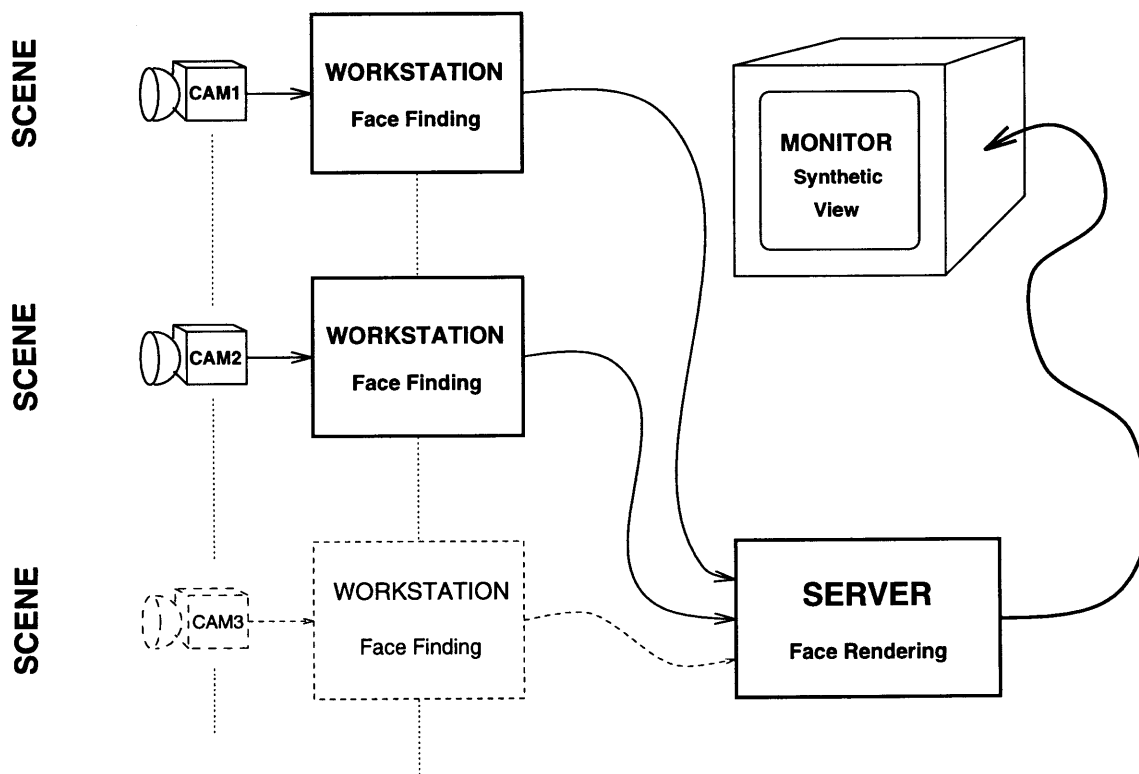 SCENE
CAM1
WORKSTATION
Face Finding
MONITOR
Synthetic
View
SCENE
CAM2
WORKSTATION
Face Finding
SCENE
CAM3
WORKSTATION
Face Finding
SERVER
Face Rendering